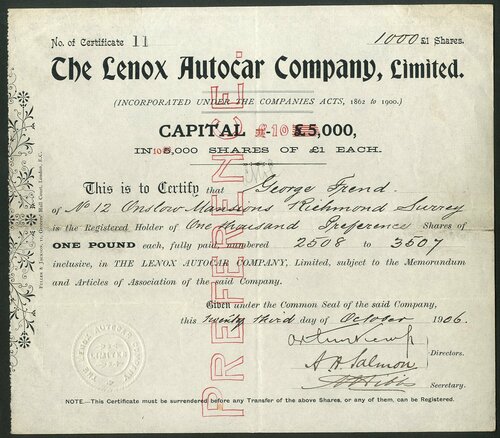 No. of Certificate 11
1000 £1 Shares.
The Lenox Autocar Company, Limited.
(INCORPORATED UNDER THE COMPANIES ACTS, 1862 to 1900.)
CAPITAL £10 £5,000,
IN 10 5,000 SHARES OF £1 EACH.
This is to Certify that George Frend
of No 12 Onslow Mansions Richmond Surrey
is the Registered Holder of One thousand Preference Shares of
ONE POUND each, fully paid, numbered 2508 to 3507
inclusive, in THE LENOX AUTOCAR COMPANY, Limited, subject to the Memorandum
and Articles of Association of the said Company.
Given under the Common Seal of the said Company,
this twenty third day of October 1906.
A. H. Salmon
Directors.
Secretary.
NOTE.—This Certificate must be surrendered before any Transfer of the above Shares, or any of them, can be Registered.
PREFERENCE
LIMITED